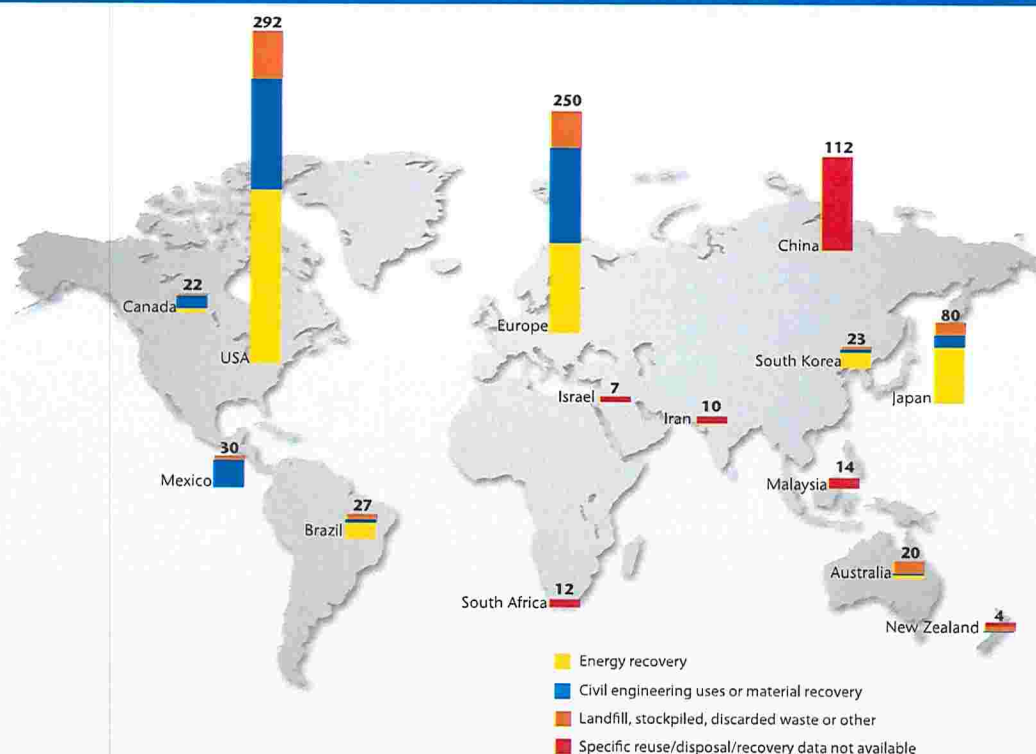 292
250
112
China
22
Canada
80
Europe
23
USA
South Korea
Israel
7
Japan
10
Iran
30
Mexico
14
Malaysia
27
Brazil
20
Australia
12
South Africa
4
New Zealand
Energy recovery
Civil engineering uses or material recovery
Landfill, stockpiled, discarded waste or other
Specific reuse/disposal/recovery data not available